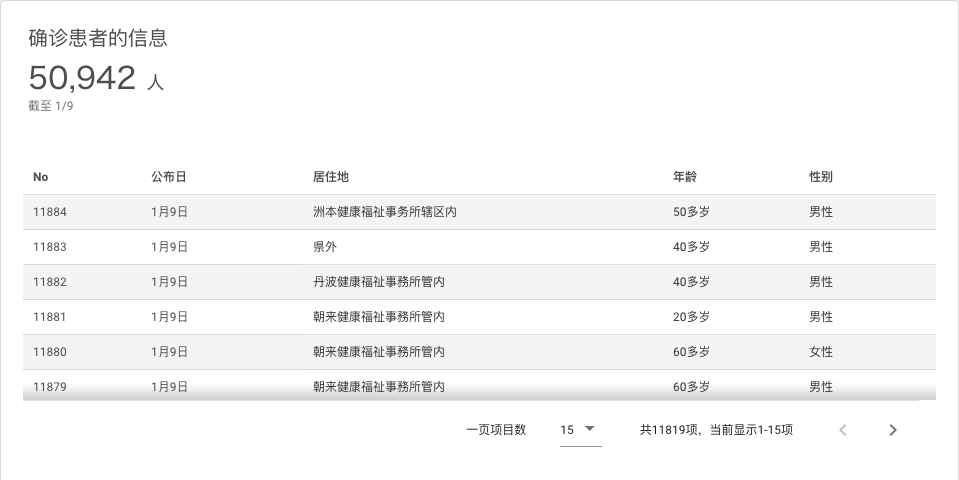 确诊患者的信息
50,942 人
截至 1/9
No 公布日 居住地 年龄 性别
11884 1月9日 洲本健康福祉事务所辖区内 50多岁 男性
11883 1月9日 県外 40多岁 男性
11882 1月9日 丹波健康福祉事務所管内 40多岁 男性
11881 1月9日 朝来健康福祉事務所管内 20多岁 男性
11880 1月9日 朝来健康福祉事務所管内 60多岁 女性
11879 1月9日 朝来健康福祉事務所管内 60多岁 男性
一页项目数 15 共11819项，当前显示1-15项